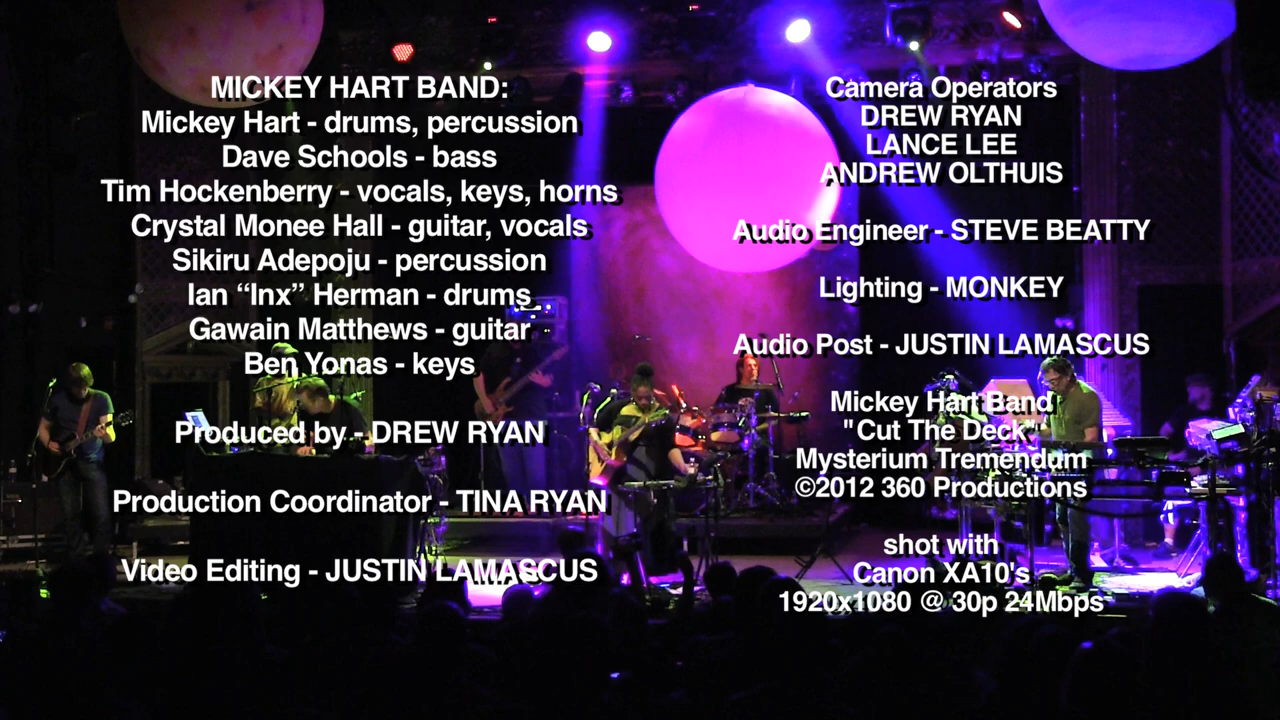 MICKEY HART BAND:
Mickey Hart - drums, percussion
Dave Schools - bass
Tim Hockenberry - vocals, keys, horns
Crystal Monee Hall - guitar, vocals
Sikiru Adepoju - percussion
Ian “Inx” Herman - drums
Gawain Matthews - guitar
Ben Yonas - keys
Produced by - DREW RYAN
Production Coordinator - TINA RYAN
Video Editing - JUSTIN LAMASCUS
Camera Operators
DREW RYAN
LANCE LEE
ANDREW OLTHUIS
Audio Engineer - STEVE BEATTY
Lighting - MONKEY
Audio Post - JUSTIN LAMASCUS
Mickey Hart Band
"Cut The Deck"
Mysterium Tremendum
©2012 360 Productions
shot with
Canon XA10's
1920x1080 @ 30p 24Mbps